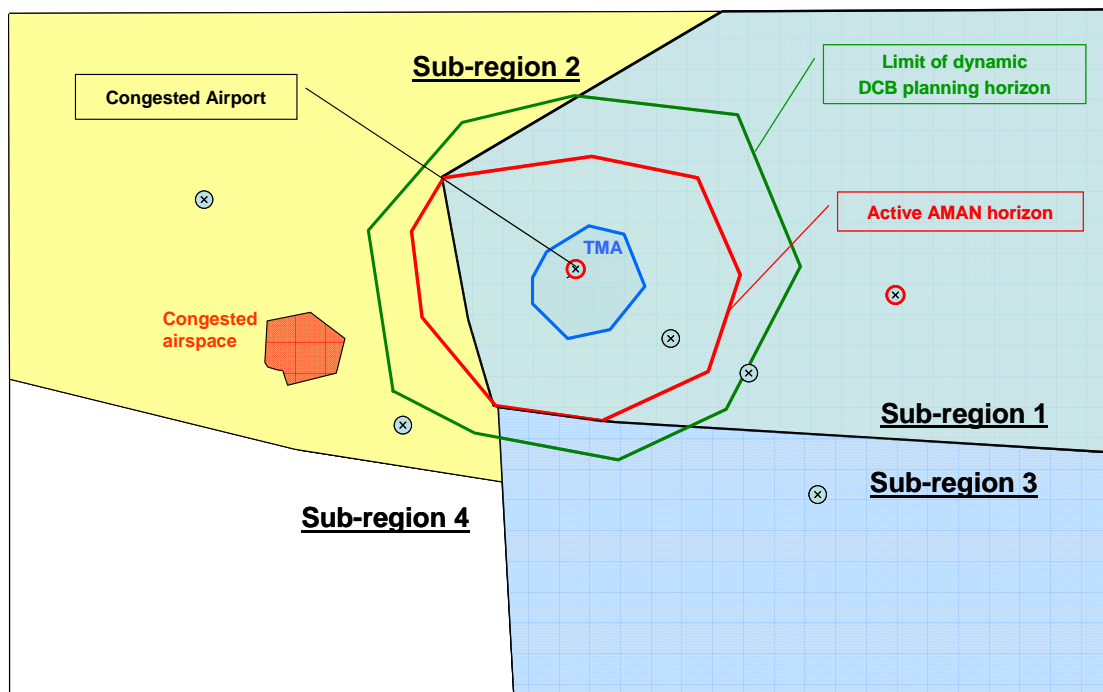 Sub-region 2
Limit of dynamic
DCB planning horizon
Congested Airport
Active AMAN horizon
TMA
Congested
airspace
Sub-region 1
Sub-region 3
Sub-region 4